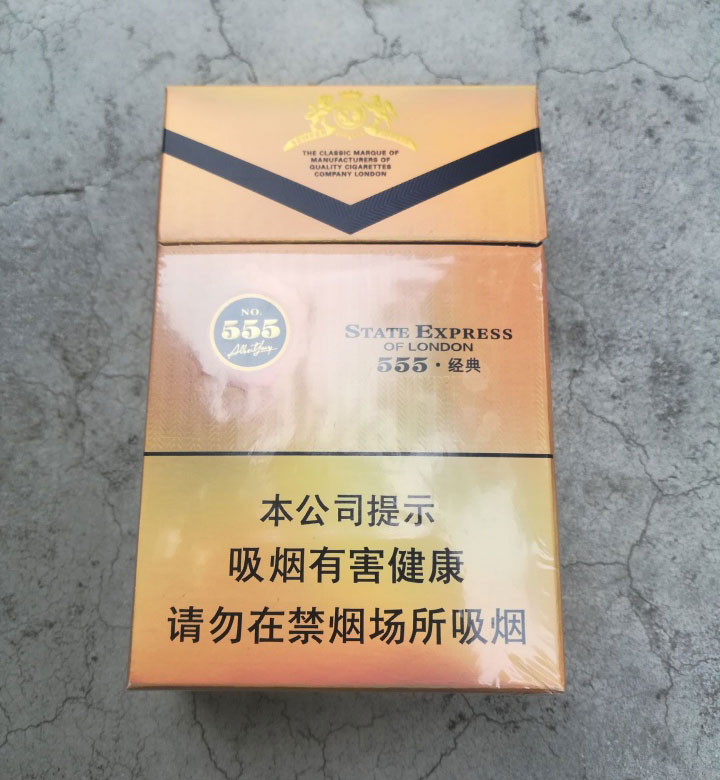 THE CLASSIC MARQUE OF
MANUFACTURERS OF
QUALITY CIGARETTES
COMPANY LONDON
NO.
555
STATE EXPRESS
OF LONDON
555·经典
本公司提示
吸烟有害健康
请勿在禁烟场所吸烟